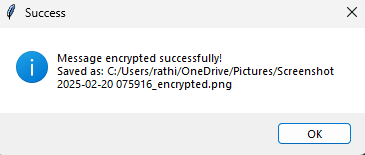 Success
Message encrypted successfully!
Saved as: C:/Users/rathi/OneDrive/Pictures/Screenshot
2025-02-20 075916_encrypted.png
OK